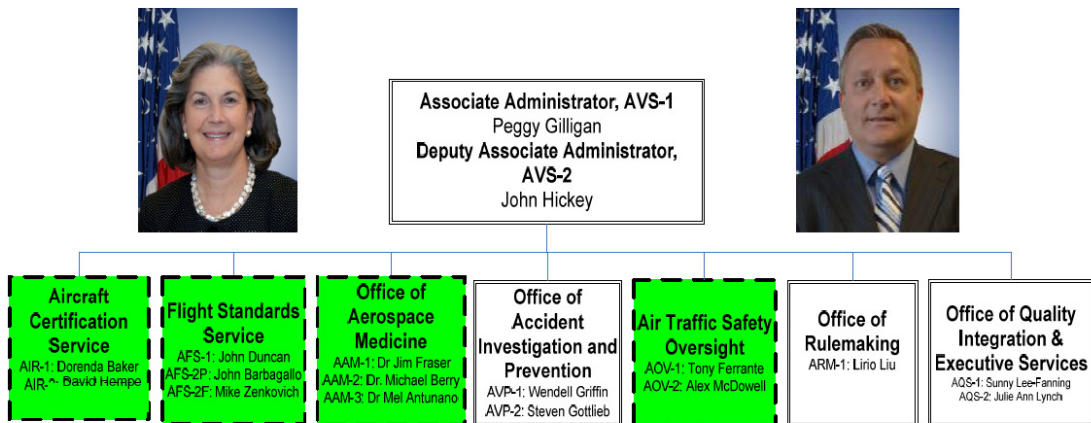 Associate Administrator, AVS-1
Peggy Gilligan
Deputy Associate Administrator,
AVS-2
John Hickey
Aircraft
Certification
Service
AIR-1: Dorenda Baker
David Hempe
Flight Standards
Service
AFS-1: John Duncan
AFS-2P: John Barbagallo
AFS-2F: Mike Zenkovich
Office of
Aerospace
Medicine
AAM-1: Dr Jim Fraser
AAM-2: Dr. Michael Berry
AAM-3: Dr Mel Antunano
Office of
Accident
Investigation and
Prevention
AVP-1: Wendell Griffin
AVP-2: Steven Gottlieb
Air Traffic Safety
Oversight
AOV-1: Tony Ferrante
AOV-2: Alex McDowell
Office of
Rulemaking
ARM-1: Lirio Liu
Office of Quality
Integration &
Executive Services
AQS-1: Sunny Lee-Fanning
AQS-2: Julie Ann Lynch